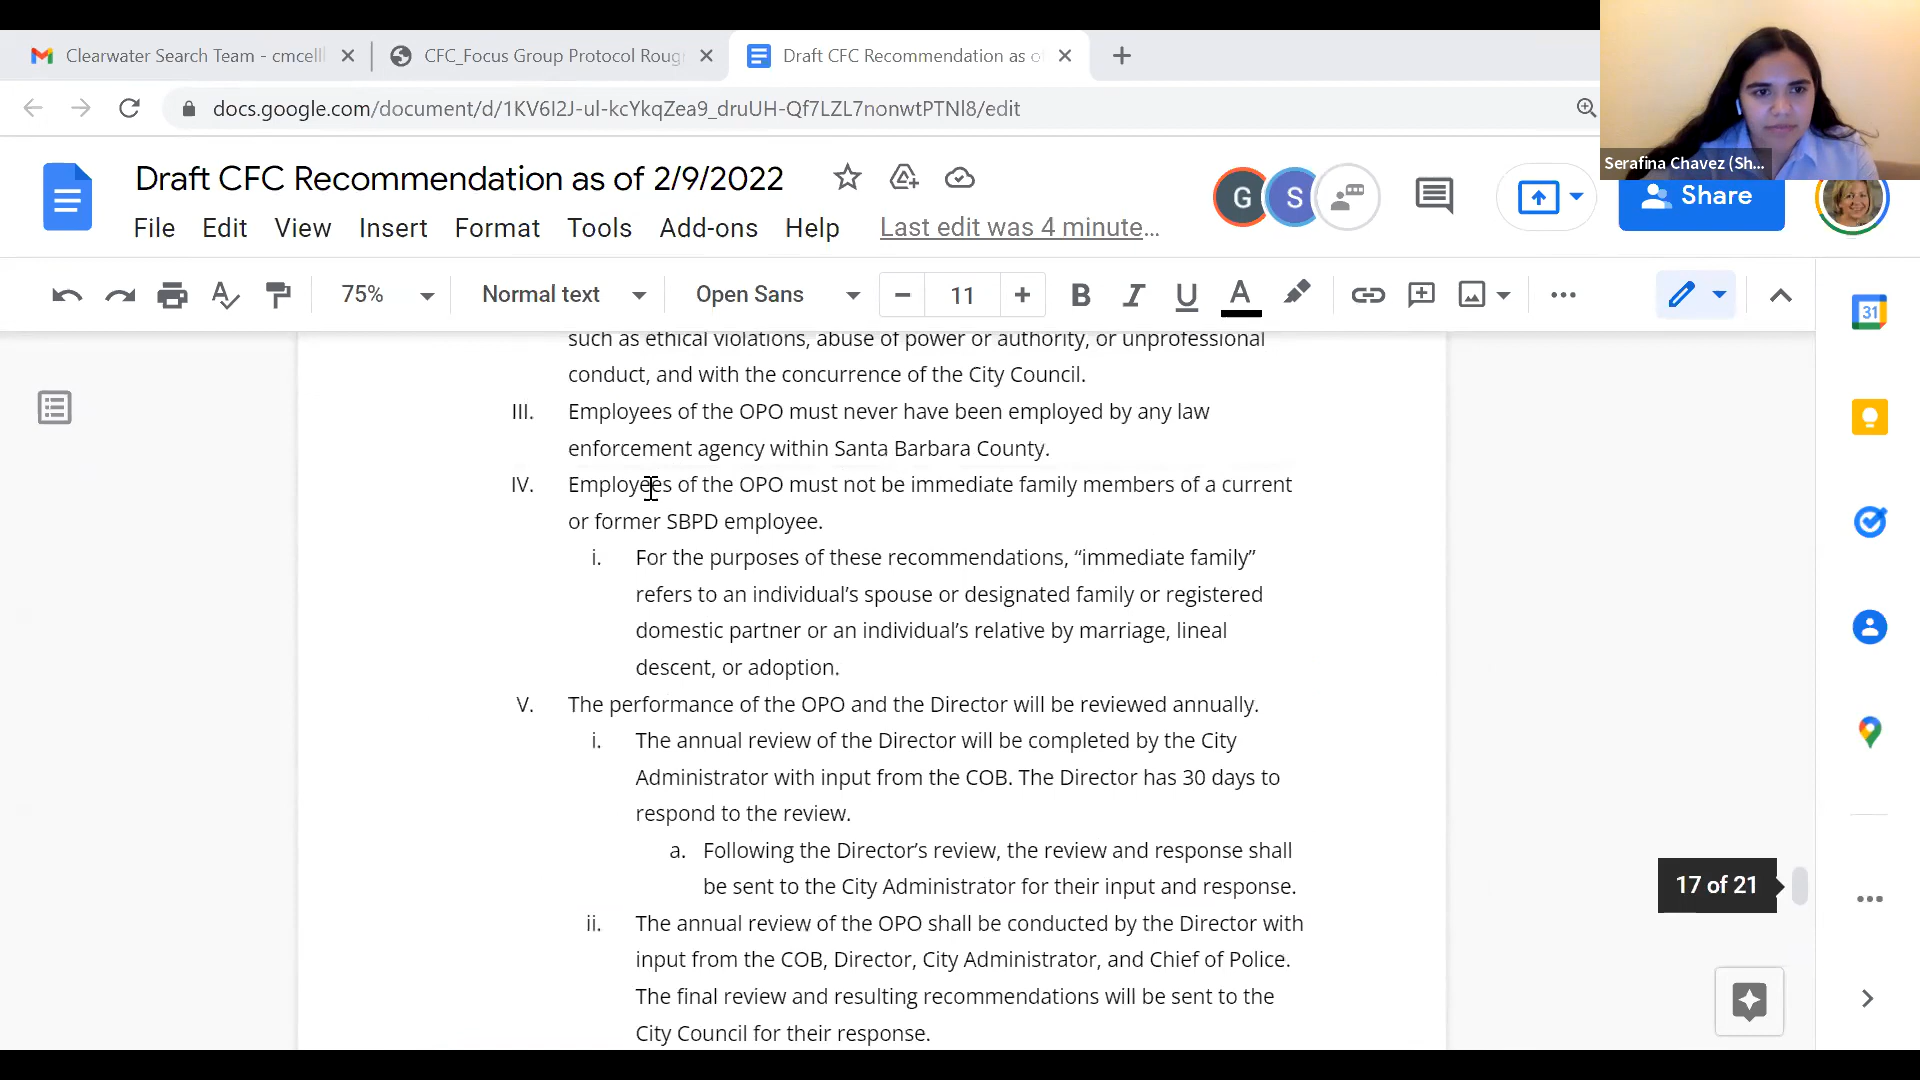 Clearwater Search Team - cmcell
CFC_Focus Group Protocol Roug
Draft CFC Recommendation as o
docs.google.com/document/d/1KV6I2J-ul-kcYkqZea9_druUH-Qf7LZL7nonwtPTNl8/edit
Serafina Chavez (Sh...
Draft CFC Recommendation as of 2/9/2022
G
S
Share
File Edit View Insert Format Tools Add-ons Help Last edit was 4 minute...
75% Normal text Open Sans 11 B I U A
31
such as ethical violations, abuse of power or authority, or unprofessional
conduct, and with the concurrence of the City Council.
III. Employees of the OPO must never have been employed by any law
enforcement agency within Santa Barbara County.
IV. Employees of the OPO must not be immediate family members of a current
or former SBPD employee.
i. For the purposes of these recommendations, “immediate family”
refers to an individual’s spouse or designated family or registered
domestic partner or an individual’s relative by marriage, lineal
descent, or adoption.
V. The performance of the OPO and the Director will be reviewed annually.
i. The annual review of the Director will be completed by the City
Administrator with input from the COB. The Director has 30 days to
respond to the review.
a. Following the Director’s review, the review and response shall
be sent to the City Administrator for their input and response.
17 of 21
ii. The annual review of the OPO shall be conducted by the Director with
input from the COB, Director, City Administrator, and Chief of Police.
The final review and resulting recommendations will be sent to the
City Council for their response.